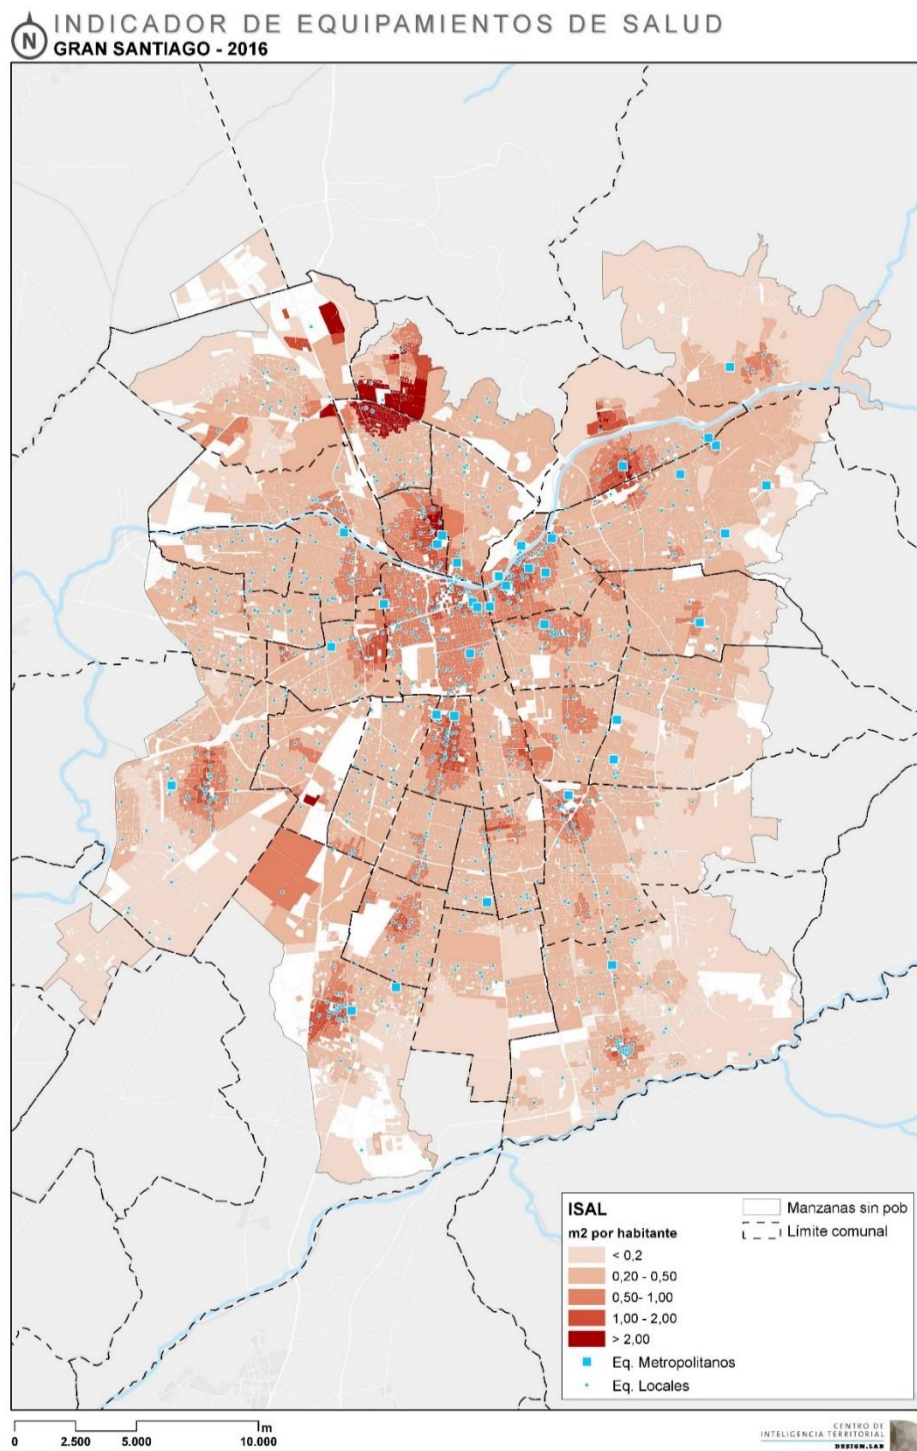 INDICADOR DE EQUIPAMIENTOS DE SALUD
N
GRAN SANTIAGO - 2016
ISAL
m2 por habitante
< 0,2
0,20 - 0,50
0,50- 1,00
1,00 - 2,00
> 2,00
Eq. Metropolitanos
Eq. Locales
Manzanas sin pob
Límite comunal
m
0 2.500 5.000 10.000
CENTRO DE
INTELIGENCIA TERRITORIAL
DESIGN.LAB